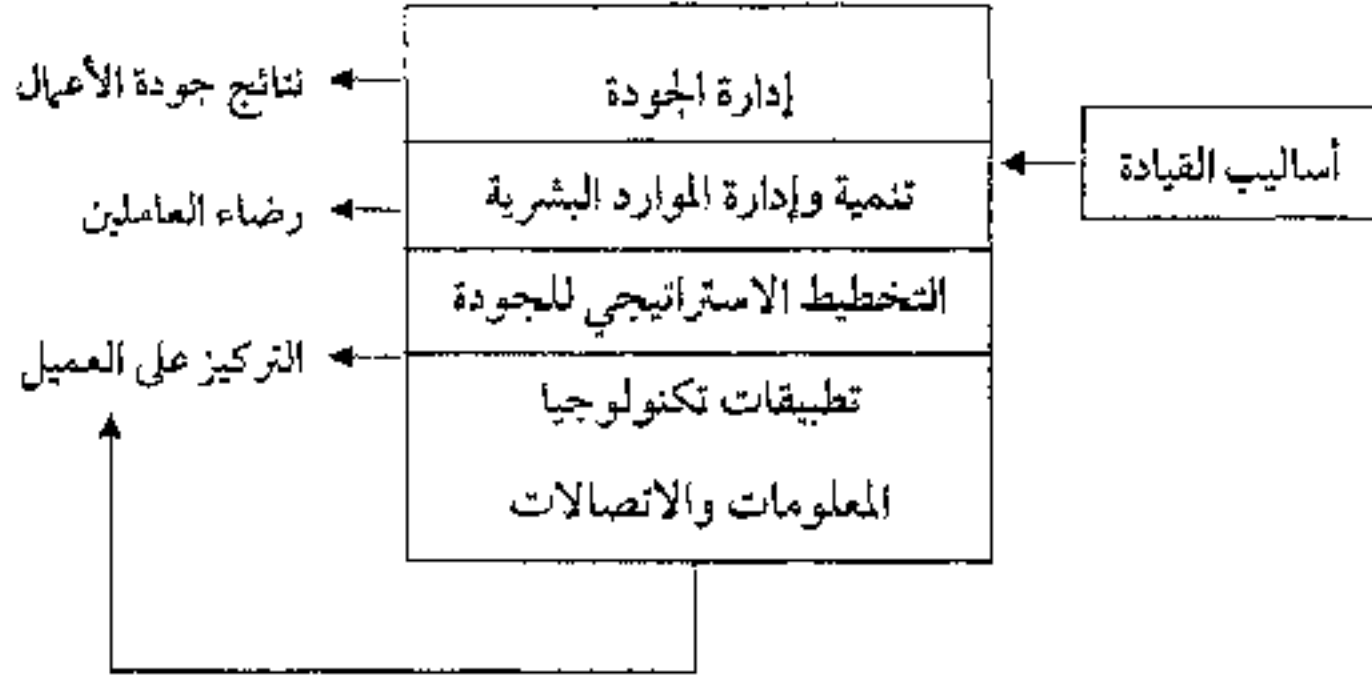 أساليب القيادة
إدارة الجودة
تنمية وإدارة الموارد البشرية
التخطيط الاستراتيجي للجودة
تطبيقات تكنولوجيا
المعلومات والاتصالات
نتائج جودة الأعمال
رضاء العاملين
التركيز على العميل